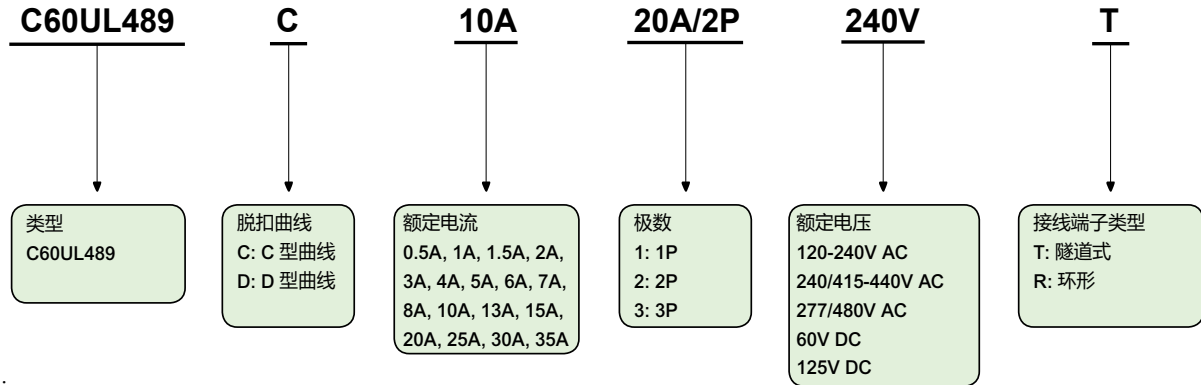 C60UL489 C 10A 20A/2P 240V T
类型
C60UL489
脱扣曲线
C: C 型曲线
D: D 型曲线
额定电流
0.5A, 1A, 1.5A, 2A,
3A, 4A, 5A, 6A, 7A,
8A, 10A, 13A, 15A,
20A, 25A, 30A, 35A
极数
1: 1P
2: 2P
3: 3P
额定电压
120-240V AC
240/415-440V AC
277/480V AC
60V DC
125V DC
接线端子类型
T: 隧道式
R: 环形
.